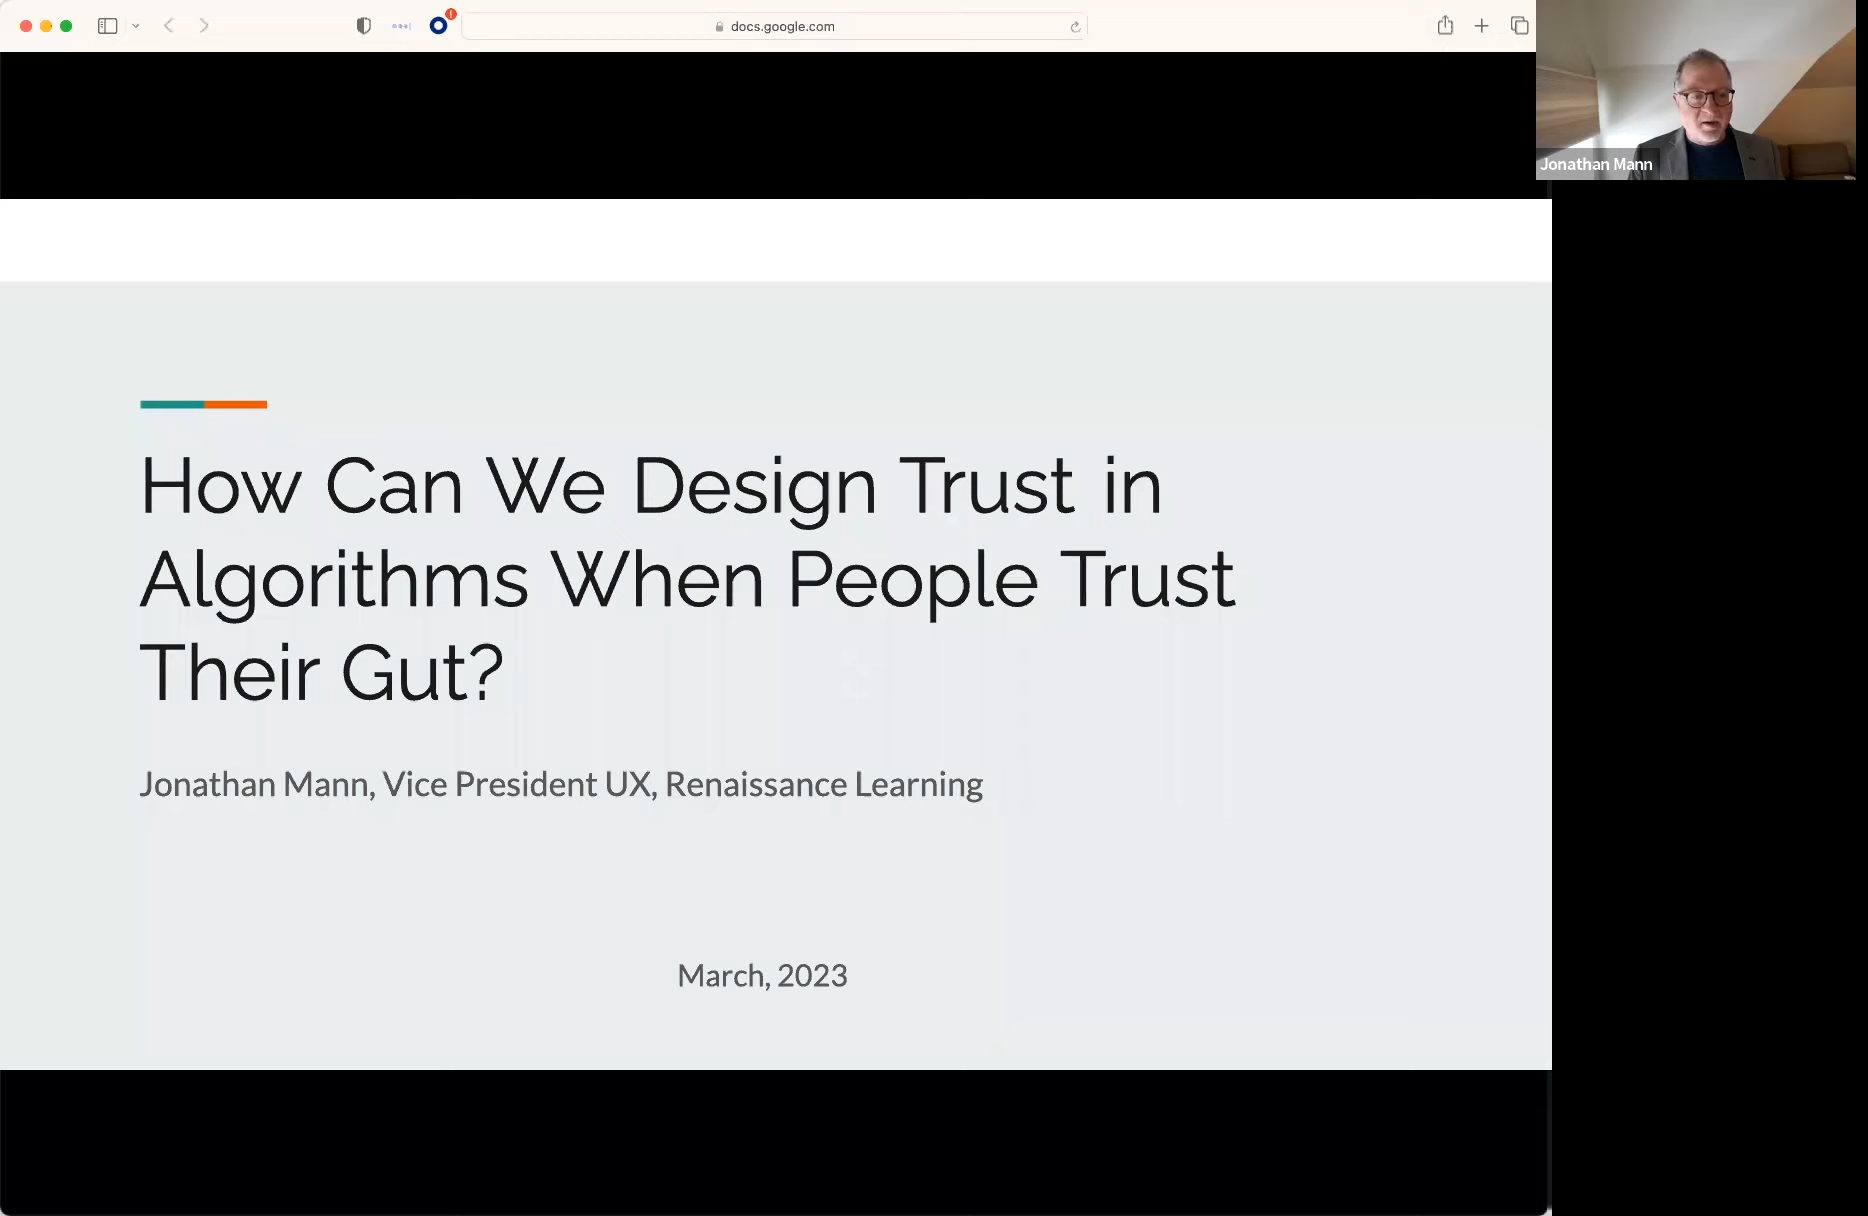 docs.google.com
Jonathan Mann
How Can We Design Trust in
Algorithms When People Trust
Their Gut?
Jonathan Mann, Vice President UX, Renaissance Learning
March, 2023